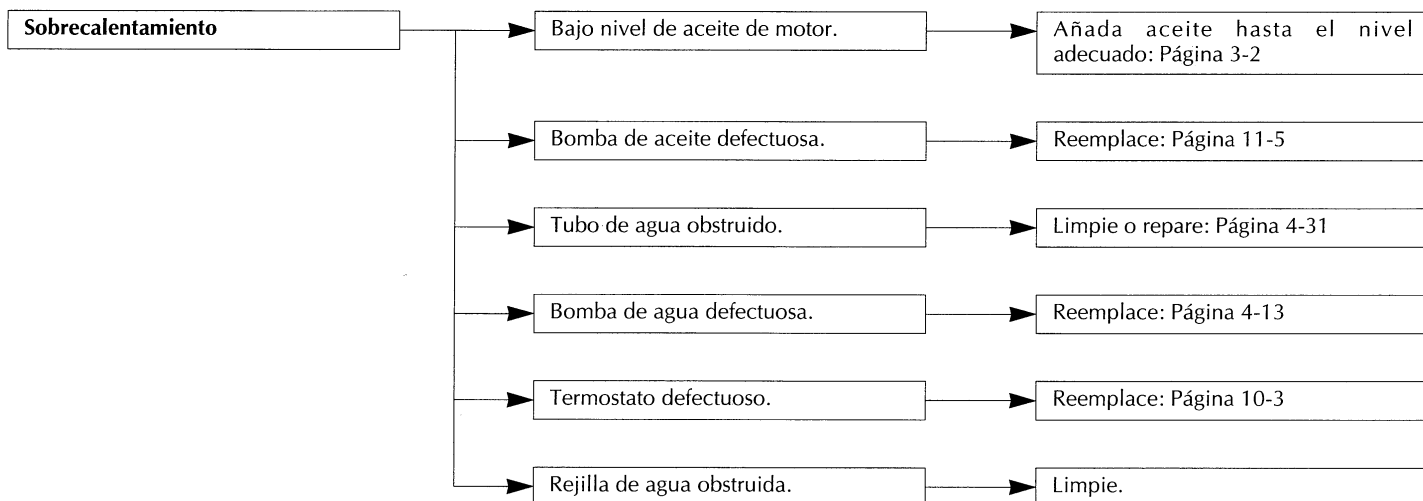 Sobrecalentamiento
Bajo nivel de aceite de motor.
Añada aceite hasta el nivel
adecuado: Página 3-2
Bomba de aceite defectuosa.
Reemplace: Página 11-5
Tubo de agua obstruido.
Limpie o repare: Página 4-31
Bomba de agua defectuosa.
Reemplace: Página 4-13
Termostato defectuoso.
Reemplace: Página 10-3
Rejilla de agua obstruida.
Limpie.